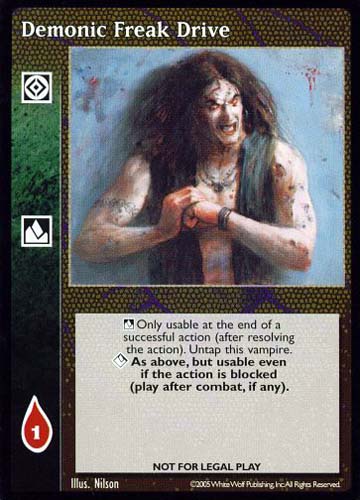 Demonic Freak Drive
Only usable at the end of a
successful action (after resolving
the action). Untap this vampire.
As above, but usable even
if the action is blocked
(play after combat, if any).
1
NOT FOR LEGAL PLAY
Illus. Nilson
©2005 White Wolf Publishing, Inc. All Rights Reserved.